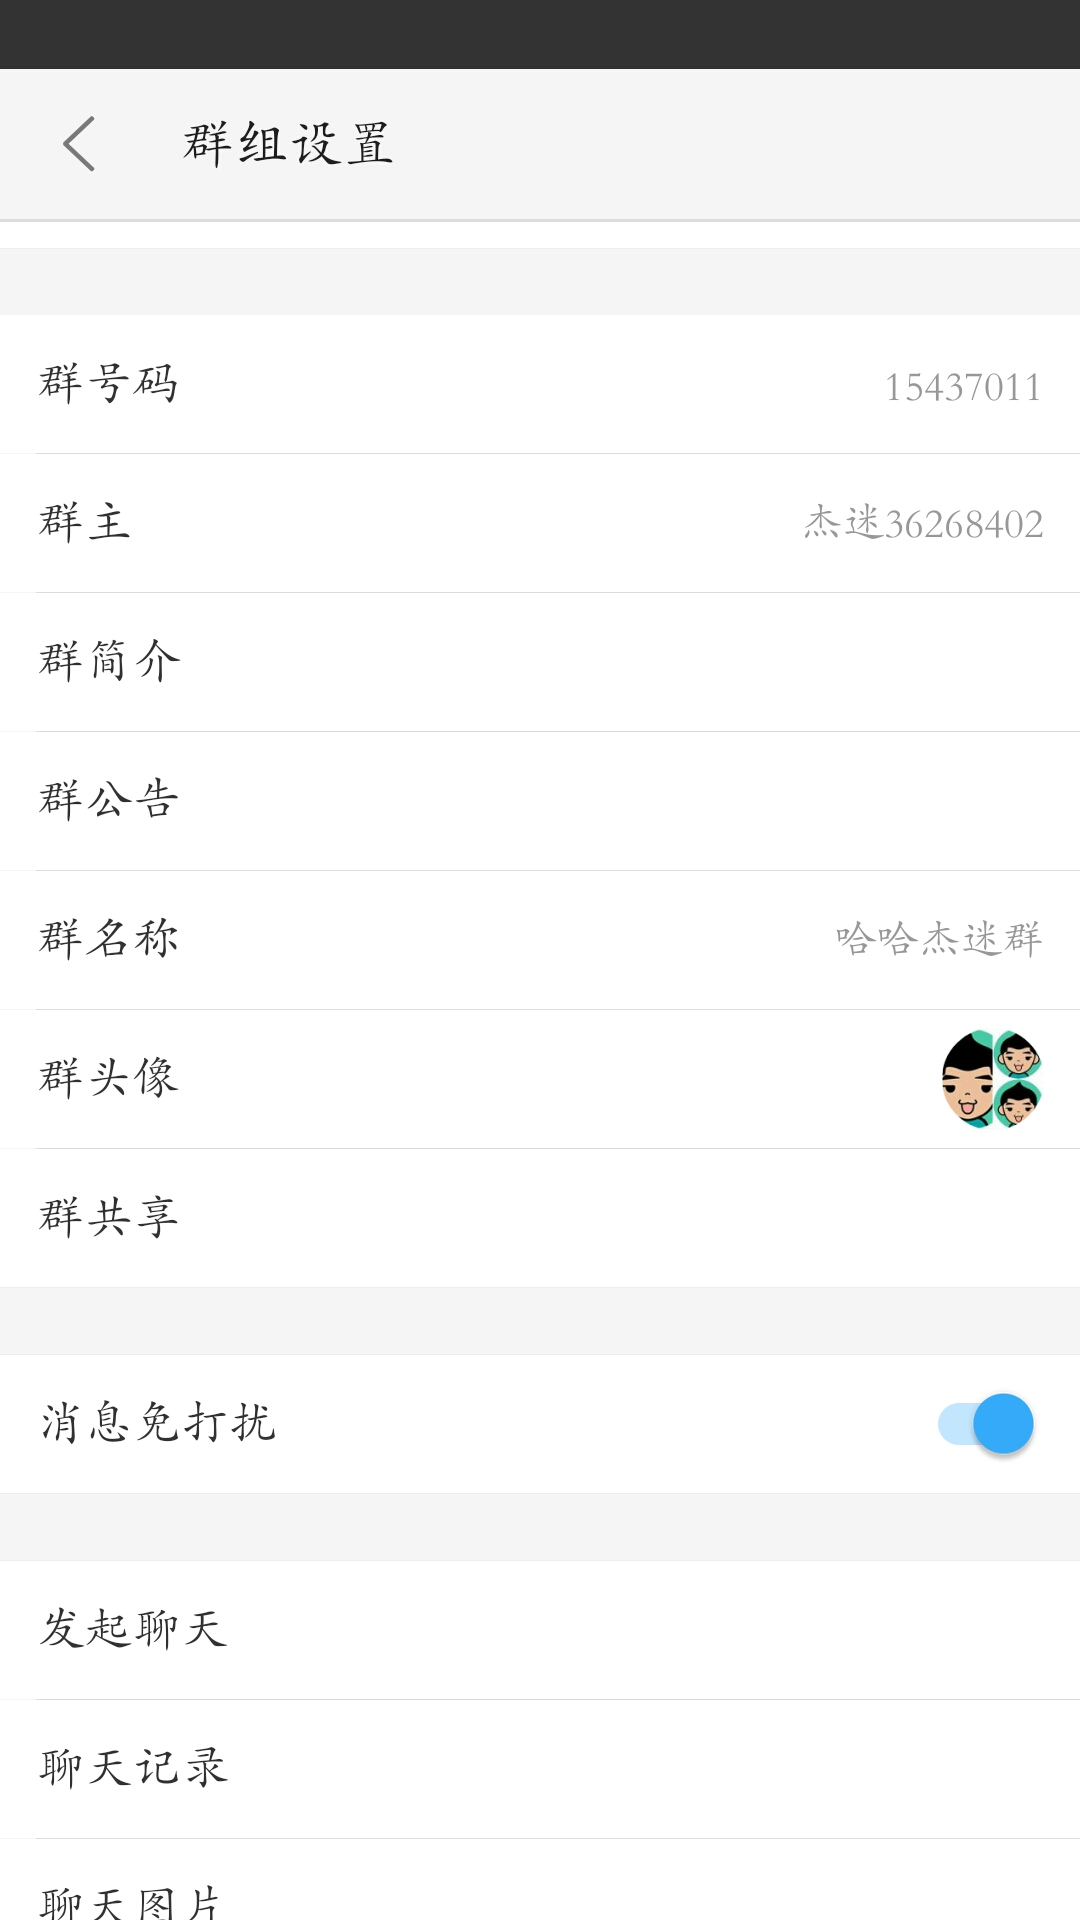 群组设置
群号码 15437011
群主 杰迷36268402
群简介
群公告
群名称 哈哈杰迷群
群头像
群共享
消息免打扰
发起聊天
聊天记录
聊天图片